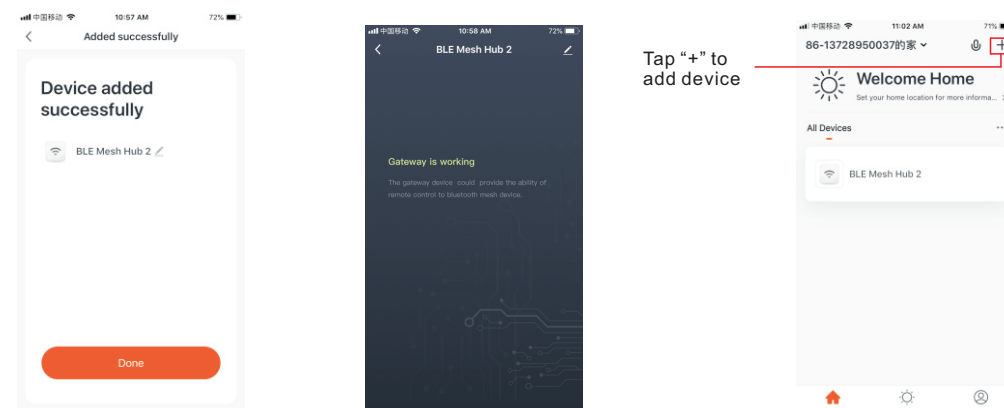 中国移动 10:57 AM 72%
Added successfully
Device added
successfully
BLE Mesh Hub 2
Done
中国移动 10:58 AM 72%
BLE Mesh Hub 2
Gateway is working
The gateway device could provide the ability of
remote control to bluetooth mesh device.
Tap “+” to
add device
中国移动 11:02 AM 71%
86-13728950037的家
Welcome Home
Set your home location for more informa...
All Devices
BLE Mesh Hub 2